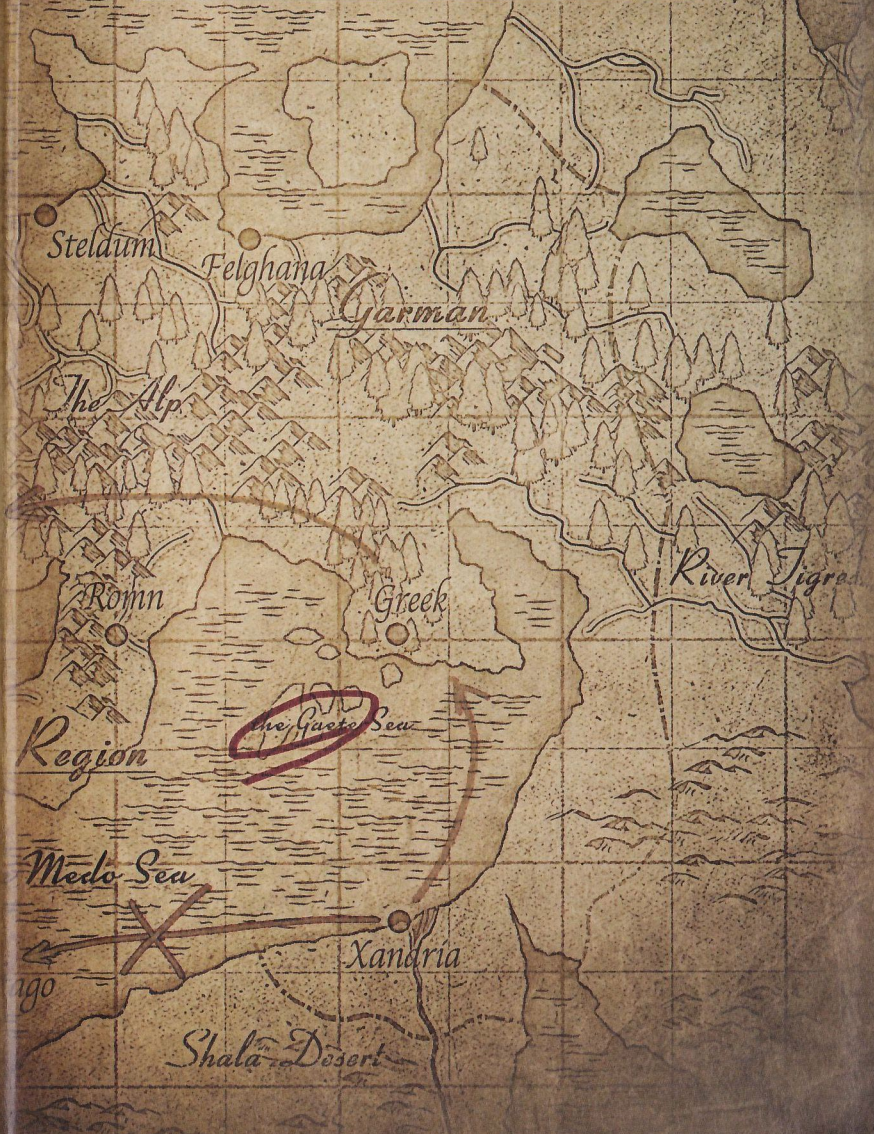 Steldum
Felghana
Garman
The Alp
River Tigre
Romn
Greek
the Gaete Sea
Region
Medo Sea
Xandria
ago
Shala Desert